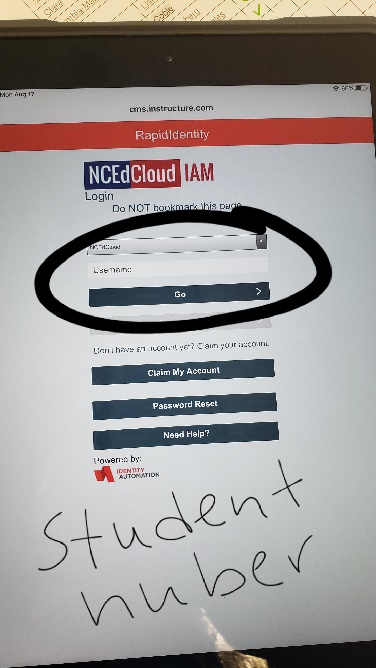 Mon Aug 17
66%
cms.instructure.com
RapidIdentity
NCEdCloud IAM
Login
Do NOT bookmark this page
NCEdCloud
Username
Go
Don't have an account yet? Claim your account.
Claim My Account
Password Reset
Need Help?
Powered by:
IDENTITY
AUTOMATION
Student
nuber